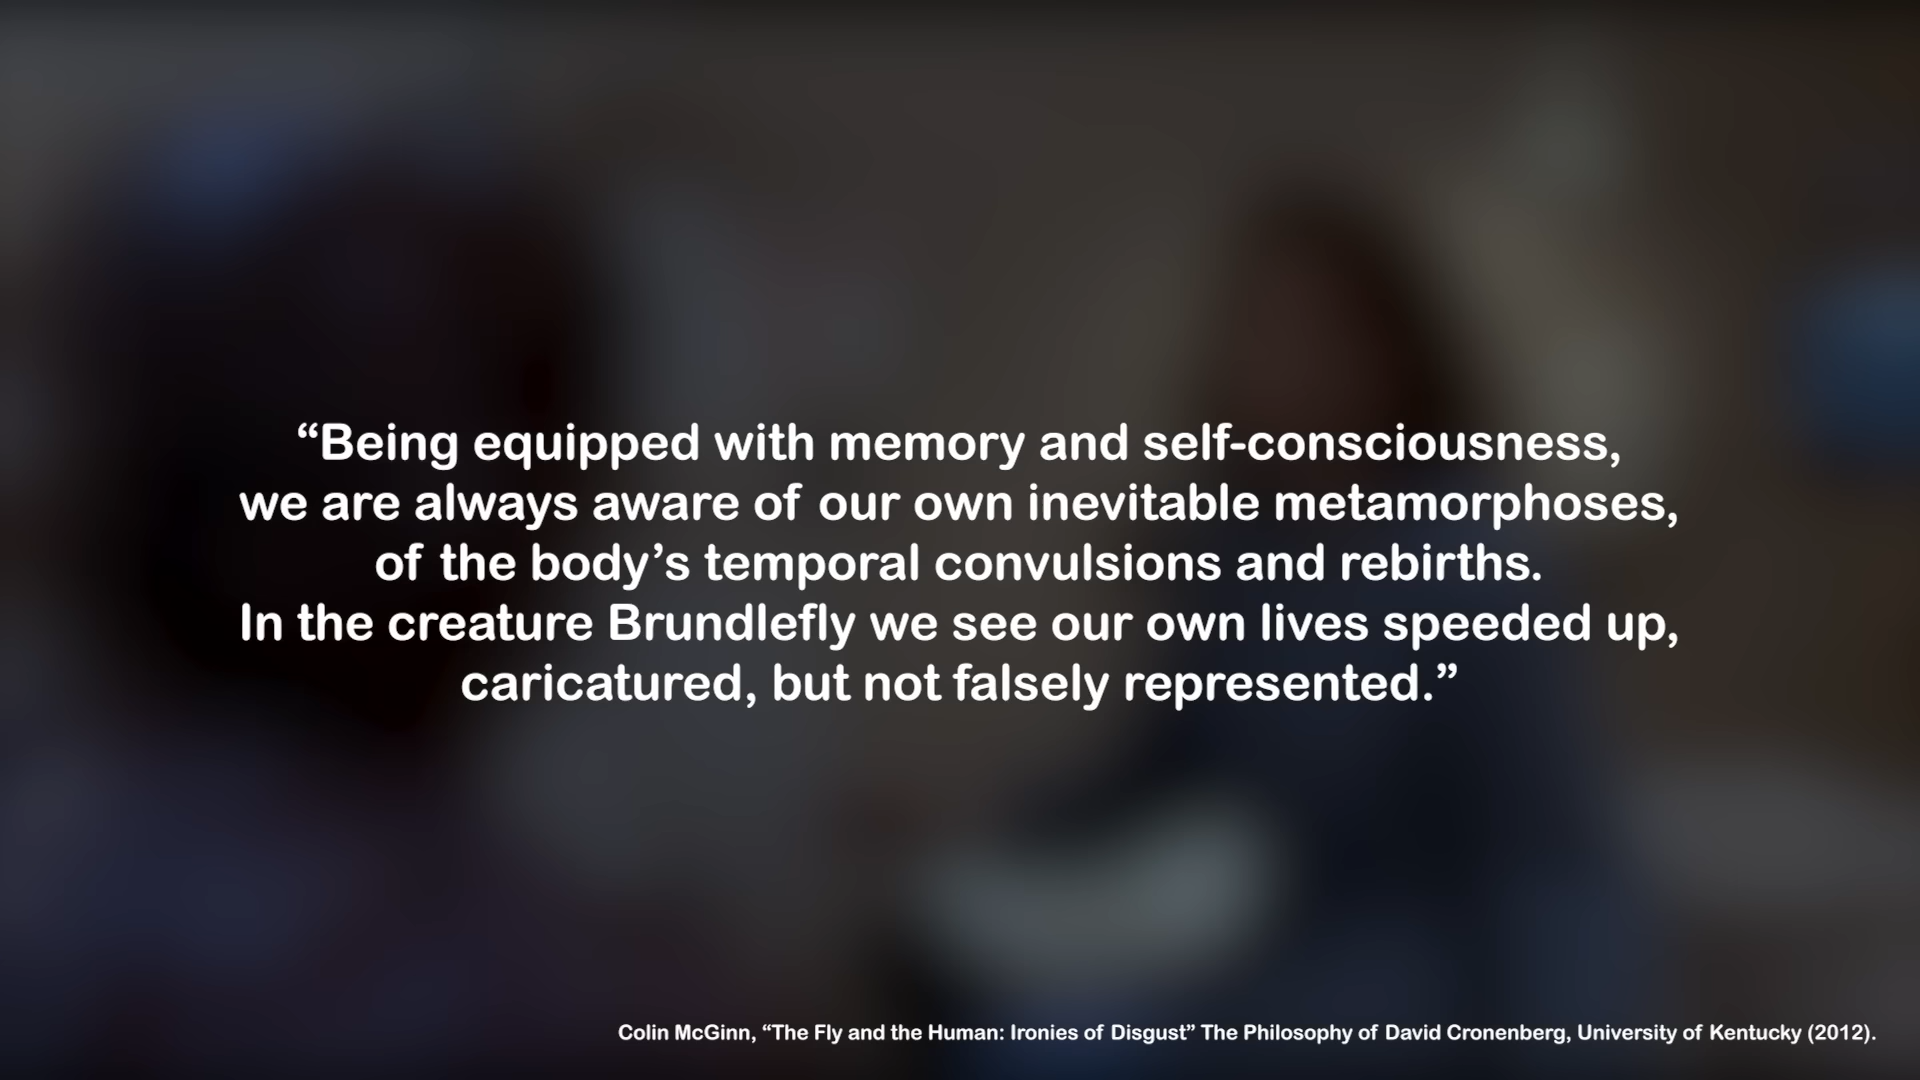 “Being equipped with memory and self-consciousness,
we are always aware of our own inevitable metamorphoses,
of the body’s temporal convulsions and rebirths.
In the creature Brundlefly we see our own lives speeded up,
caricatured, but not falsely represented.”
Colin McGinn, “The Fly and the Human: Ironies of Disgust” The Philosophy of David Cronenberg, University of Kentucky (2012).